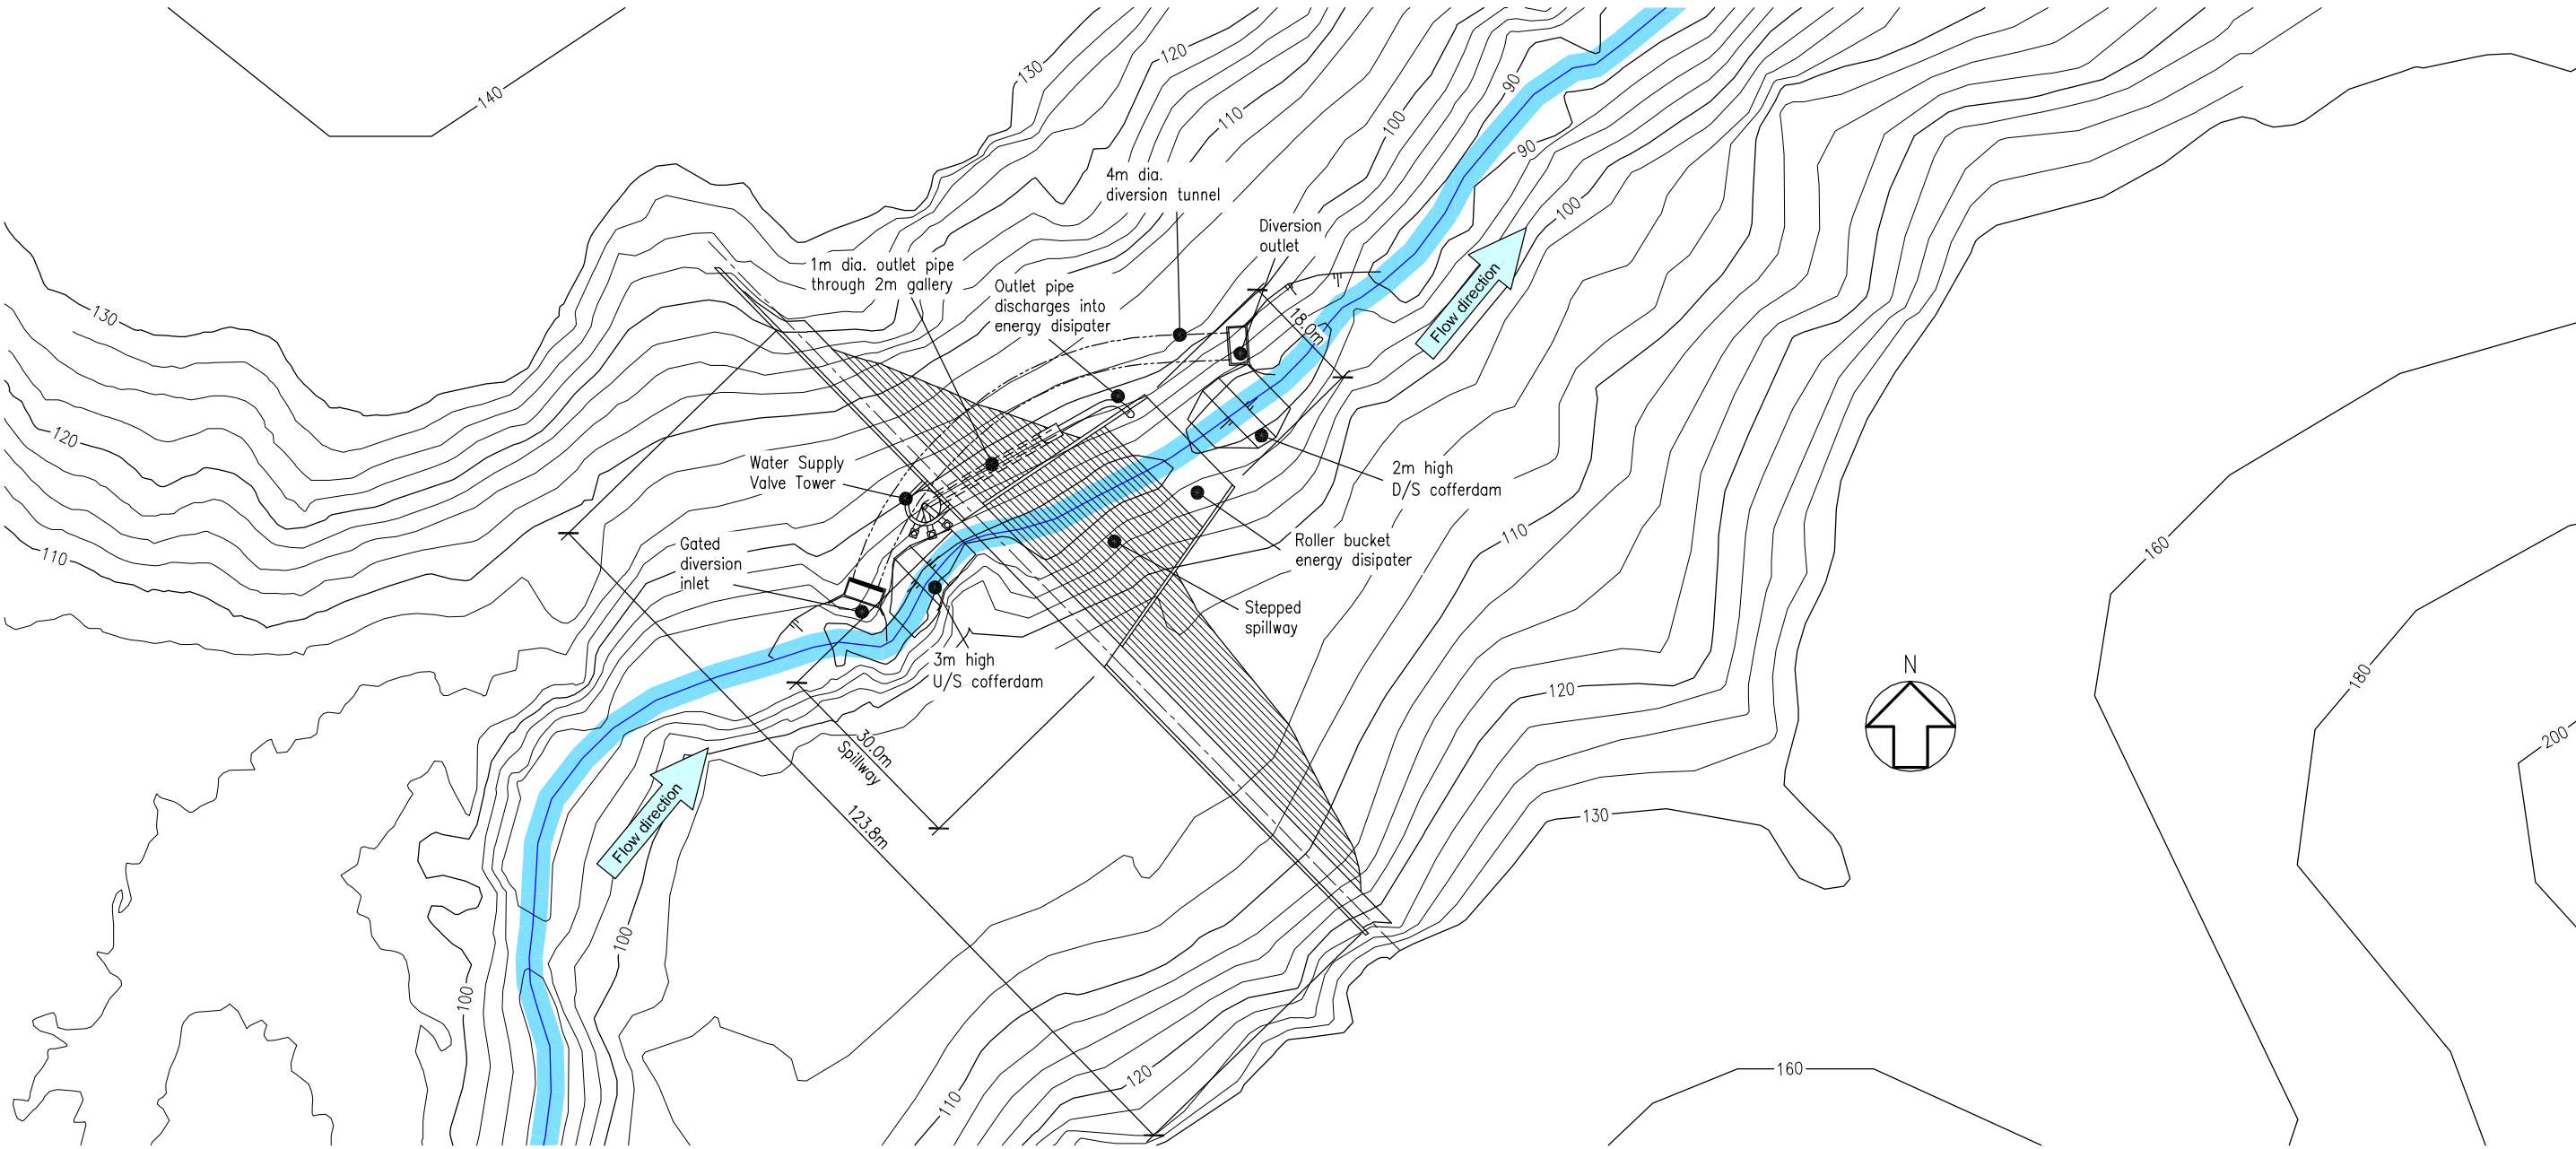 140
130
120
110
100
90
90
100
4m dia.
diversion tunnel
Diversion
outlet
1m dia. outlet pipe
through 2m gallery
Outlet pipe
discharges into
energy disipater
18.0m
Flow direction
130
120
110
Water Supply
Valve Tower
Gated
diversion
inlet
2m high
D/S cofferdam
Roller bucket
energy disipater
Stepped
spillway
3m high
U/S cofferdam
110
120
130
160
180
200
N
30.0m
Spillway
123.8m
Flow direction
100
100
110
120
160